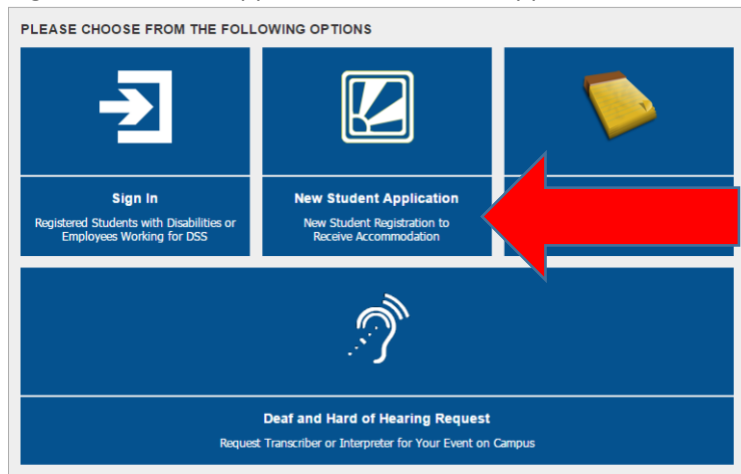 PLEASE CHOOSE FROM THE FOLLOWING OPTIONS
Sign In
Registered Students with Disabilities or
Employees Working for DSS
New Student Application
New Student Registration to
Receive Accommodation
Deaf and Hard of Hearing Request
Request Transcriber or Interpreter for Your Event on Campus